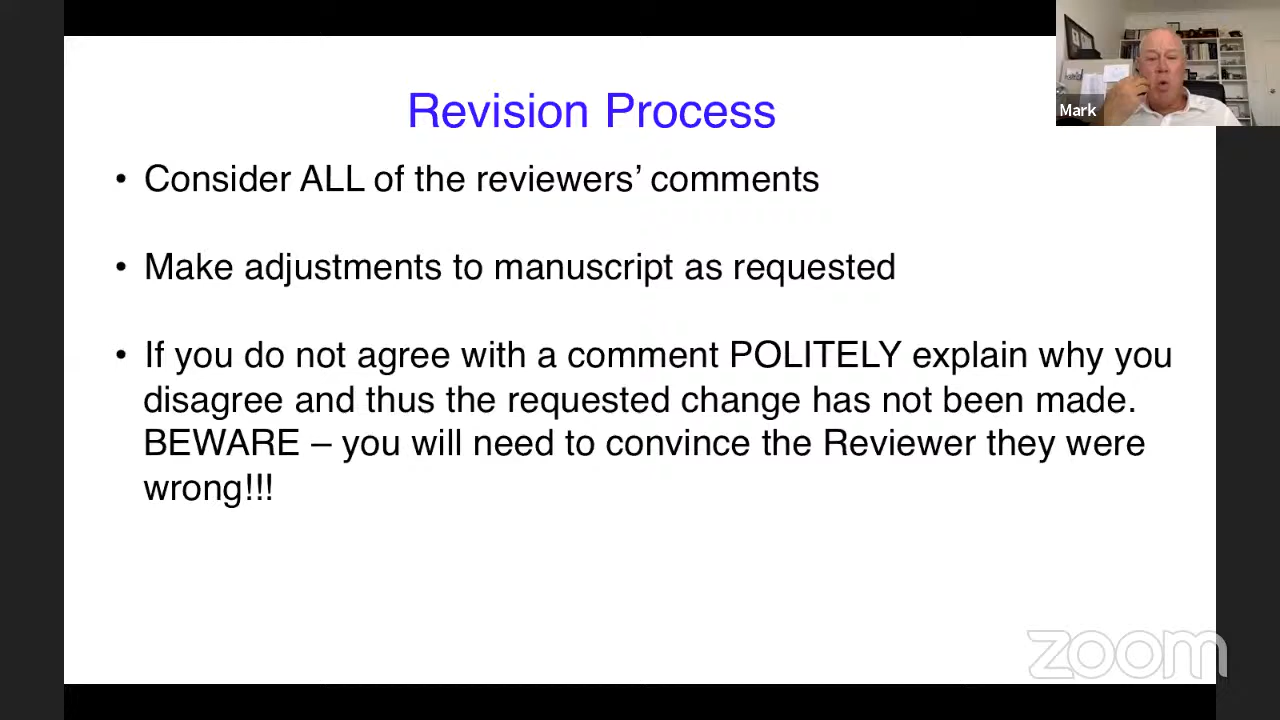 Revision Process
• Consider ALL of the reviewers’ comments
• Make adjustments to manuscript as requested
• If you do not agree with a comment POLITELY explain why you
disagree and thus the requested change has not been made.
BEWARE – you will need to convince the Reviewer they were
wrong!!!
Mark
zoom